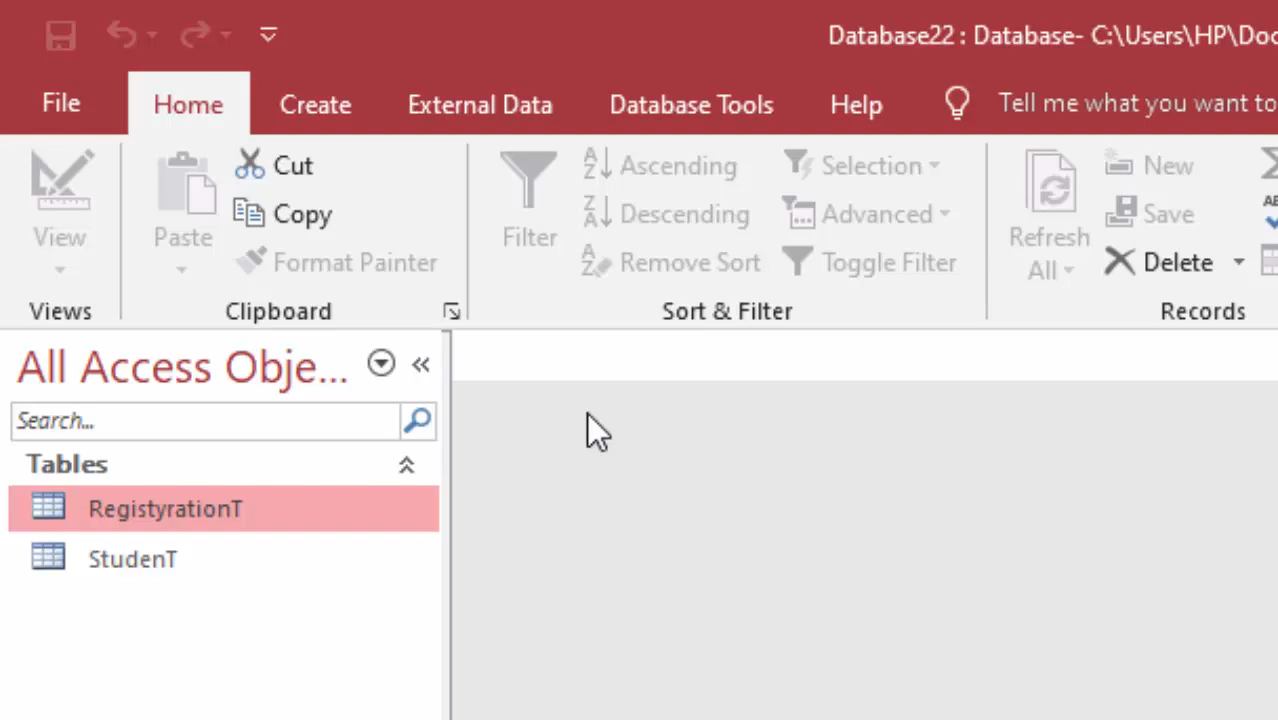 Database22 : Database- C:\Users\HP\Doc
File Home Create External Data Database Tools Help Tell me what you want to
Cut Ascending Selection New
Copy Descending Advanced Save
View Paste Filter Refresh
Format Painter Remove Sort Toggle Filter All Delete
Views Clipboard Sort & Filter Records
All Access Obje...
Search...
Tables
RegistyrationT
StudenT